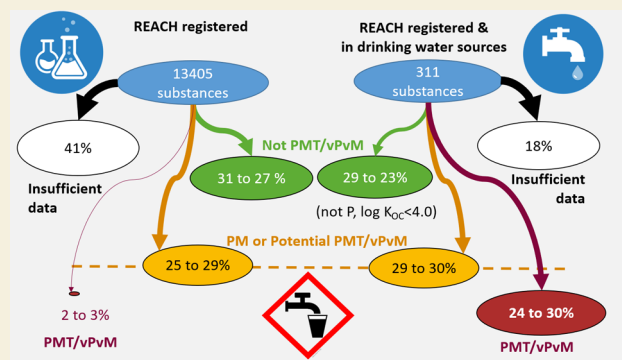 REACH registered
REACH registered &
in drinking water sources
13405
substances
311
substances
41%
Insufficient
data
18%
Insufficient
data
Not PMT/vPvM
31 to 27 %
29 to 23%
(not P, log KOC<4.0)
PM or Potential PMT/vPvM
25 to 29%
29 to 30%
2 to 3%
PMT/vPvM
24 to 30%
PMT/vPvM